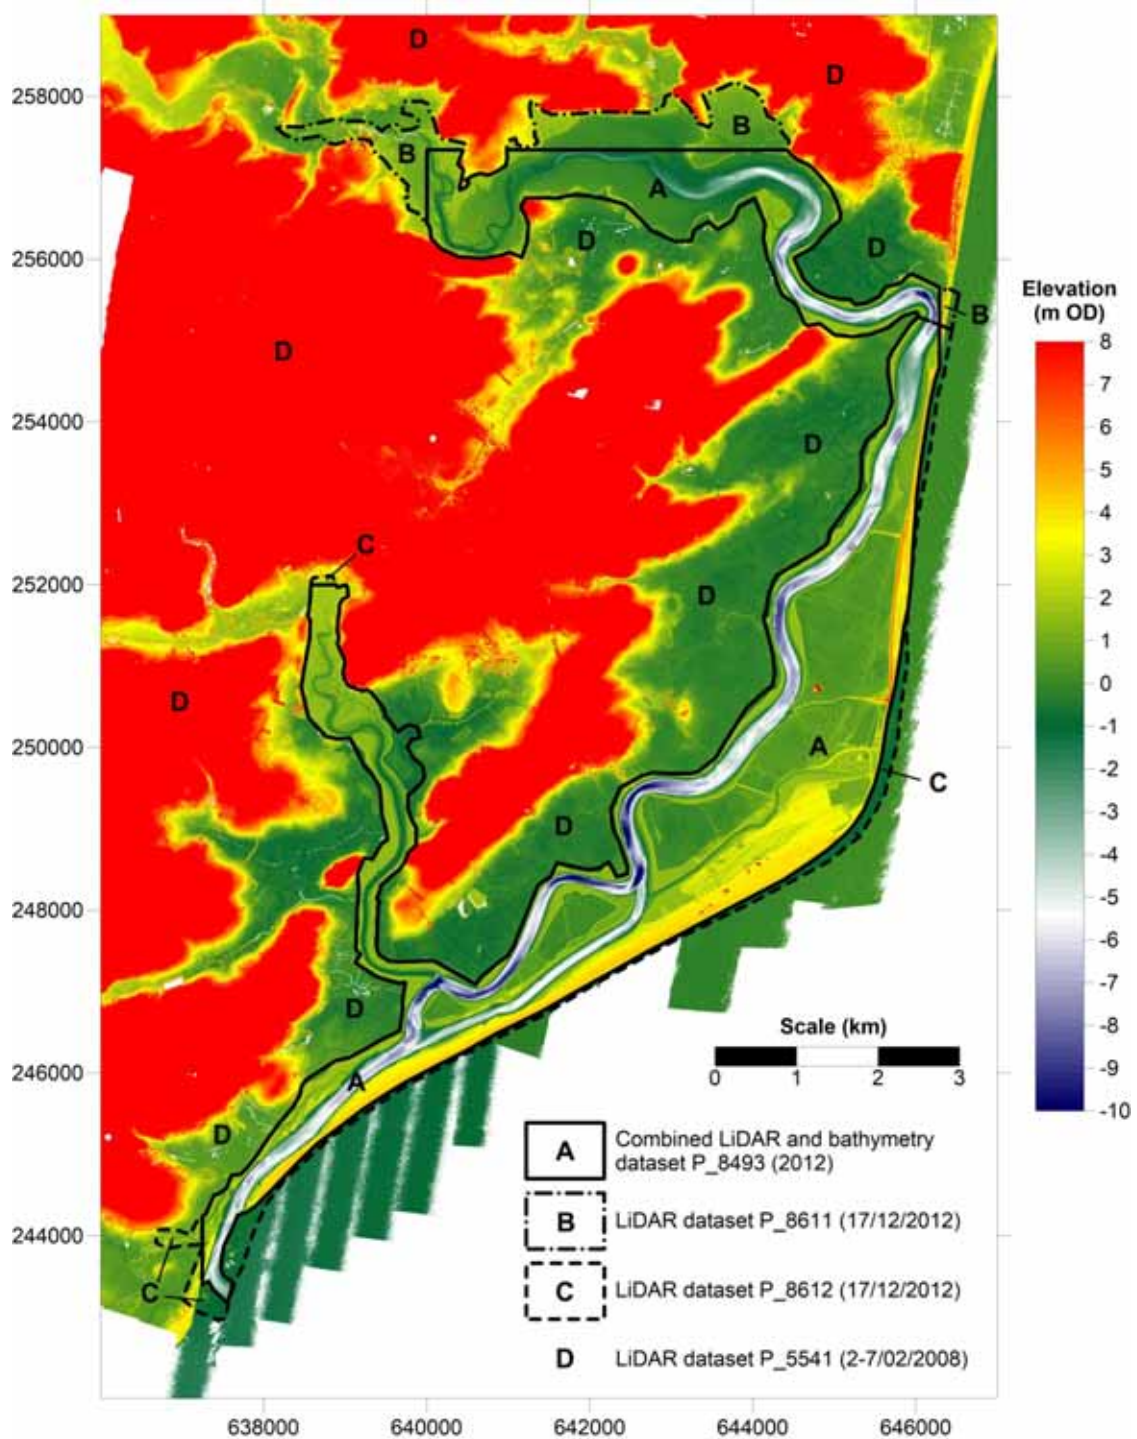 D
D
258000
B
B
A
D
D
256000
B
Elevation
(m OD)
D
8
7
6
5
4
3
2
1
0
-1
-2
-3
-4
-5
-6
-7
-8
-9
-10
254000
D
C
252000
D
D
250000
A
C
D
248000
D
Scale (km)
0 1 2 3
246000
A
D
A Combined LiDAR and bathymetry
dataset P_8493 (2012)
B LiDAR dataset P_8611 (17/12/2012)
244000
C
C LiDAR dataset P_8612 (17/12/2012)
D LiDAR dataset P_5541 (2-7/02/2008)
638000 640000 642000 644000 646000